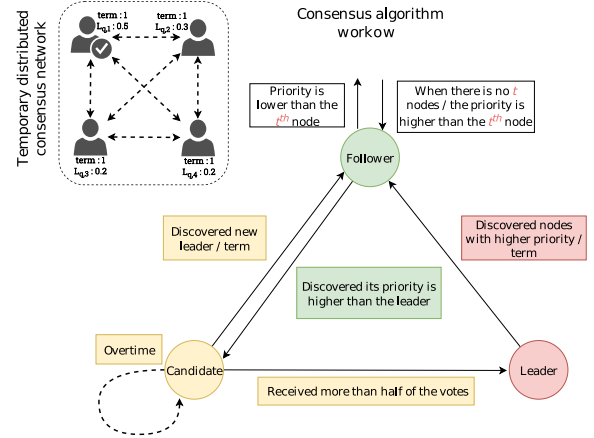 Temporary distributed
consensus network
term : 1
L_q,1 : 0.5
term : 1
L_q,2 : 0.3
term : 1
L_q,3 : 0.2
term : 1
L_q,4 : 0.2
Consensus algorithm
workow
Priority is
lower than the
t^th node
When there is no t
nodes / the priority is
higher than the t^th node
Follower
Discovered new
leader / term
Discovered nodes
with higher priority /
term
Discovered its priority is
higher than the leader
Overtime
Candidate
Leader
Received more than half of the votes